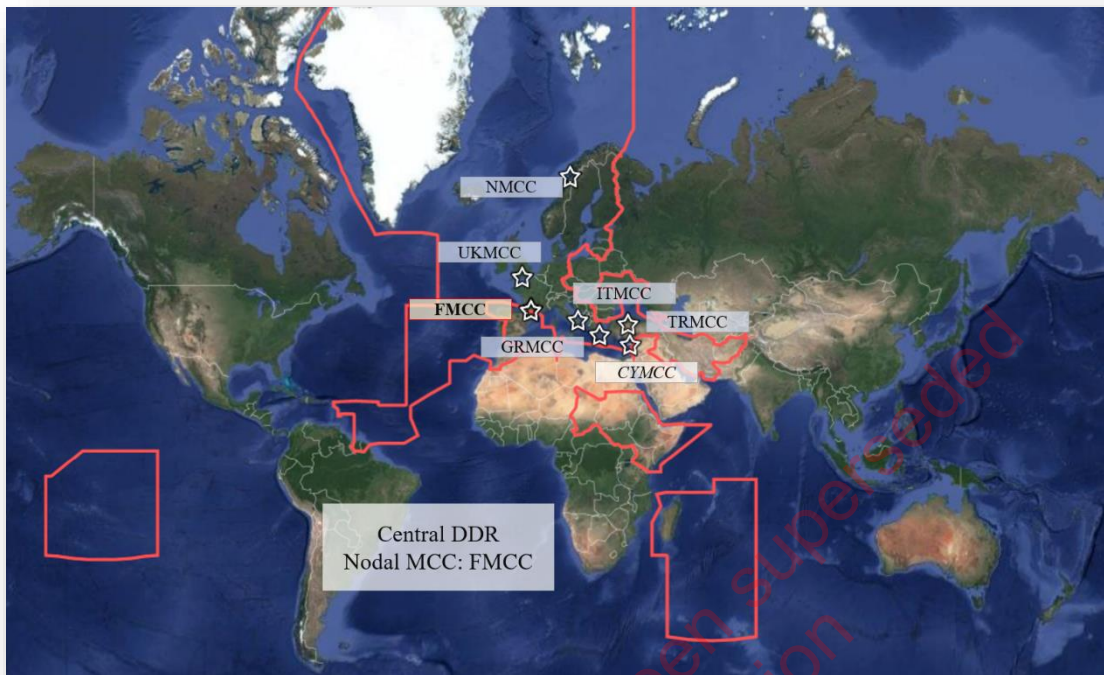 NMCC
UKMCC
ITMCC
FMCC
TRMCC
GRMCC
CYMCC
Central DDR
Nodal MCC: FMCC
superseded